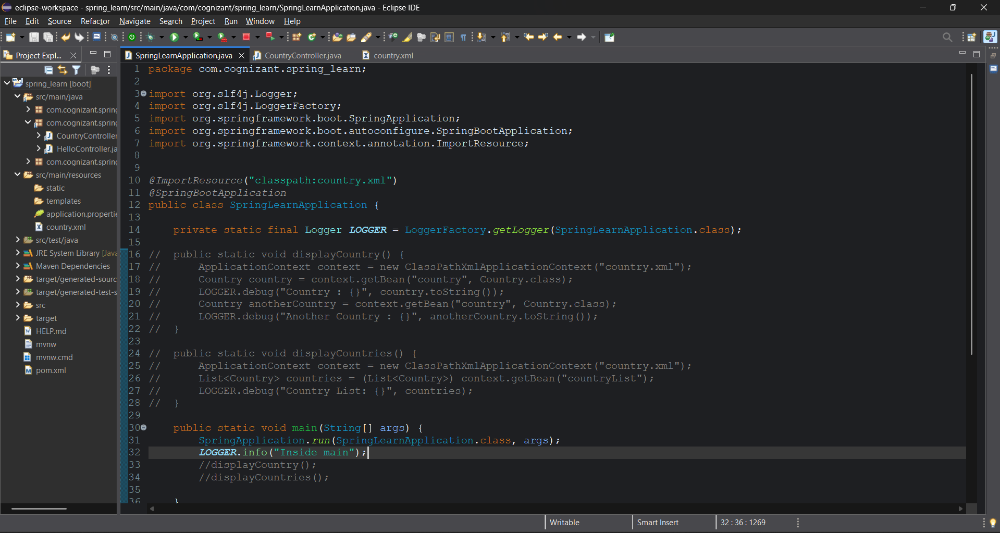 eclipse-workspace - spring_learn/src/main/java/com/cognizant/spring_learn/SpringLearnApplication.java - Eclipse IDE
File Edit Source Refactor Navigate Search Project Run Window Help
Project Expl...
SpringLearnApplication.java CountryController.java country.xml
spring_learn [boot]
src/main/java
com.cognizant.spring
com.cognizant.spring
CountryController
HelloController.ja
com.cognizant.spring
src/main/resources
static
templates
application.properti
country.xml
src/test/java
JRE System Library [Java
Maven Dependencies
target/generated-sourc
target/generated-test-s
src
target
HELP.md
mvnw
mvnw.cmd
pom.xml
1 package com.cognizant.spring_learn;
2
3 import org.slf4j.Logger;
4 import org.slf4j.LoggerFactory;
5 import org.springframework.boot.SpringApplication;
6 import org.springframework.boot.autoconfigure.SpringBootApplication;
7 import org.springframework.context.annotation.ImportResource;
8
9
10 @ImportResource("classpath:country.xml")
11 @SpringBootApplication
12 public class SpringLearnApplication {
13
14     private static final Logger LOGGER = LoggerFactory.getLogger(SpringLearnApplication.class);
15
16 //  public static void displayCountry() {
17 //      ApplicationContext context = new ClassPathXmlApplicationContext("country.xml");
18 //      Country country = context.getBean("country", Country.class);
19 //      LOGGER.debug("Country : {}", country.toString());
20 //      Country anotherCountry = context.getBean("country", Country.class);
21 //      LOGGER.debug("Another Country : {}", anotherCountry.toString());
22 //  }
23
24 //  public static void displayCountries() {
25 //      ApplicationContext context = new ClassPathXmlApplicationContext("country.xml");
26 //      List<Country> countries = (List<Country>) context.getBean("countryList");
27 //      LOGGER.debug("Country List: {}", countries);
28 //  }
29
30     public static void main(String[] args) {
31         SpringApplication.run(SpringLearnApplication.class, args);
32         LOGGER.info("Inside main");
33         //displayCountry();
34         //displayCountries();
35
36     }
Writable Smart Insert 32 : 36 : 1269